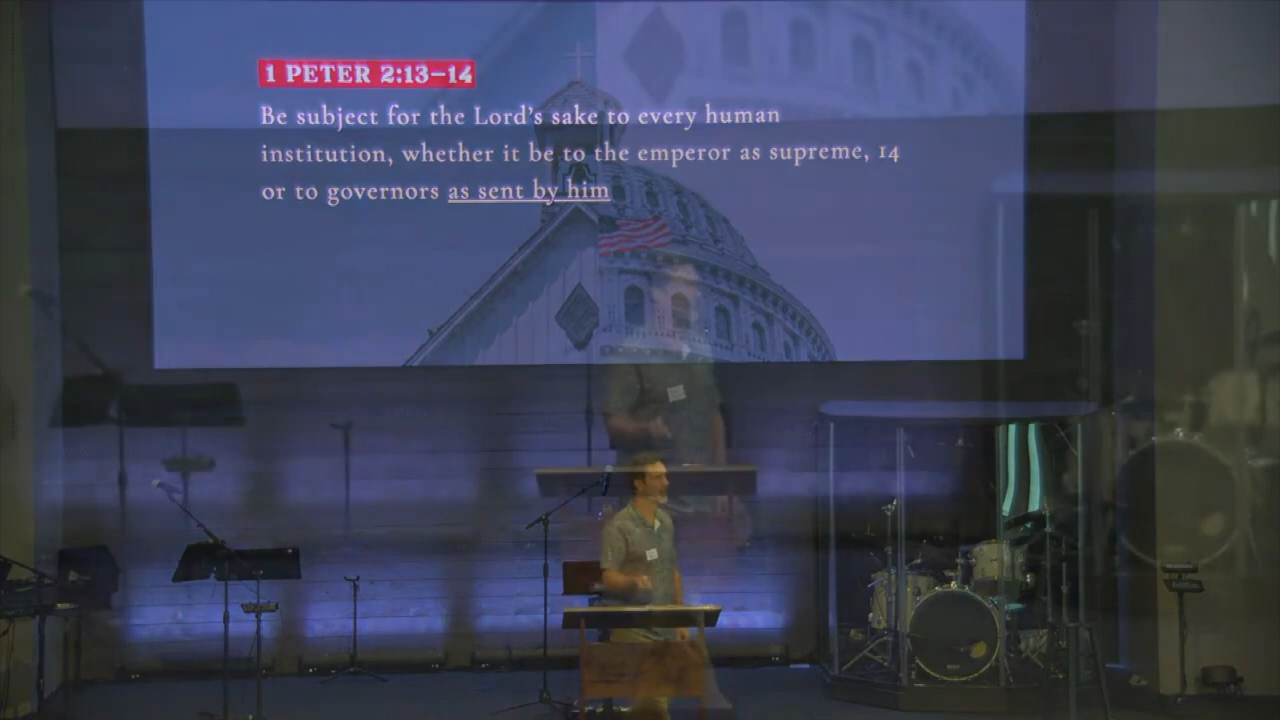 1 PETER 2:13–14
Be subject for the Lord's sake to every human
institution, whether it be to the emperor as supreme, 14
or to governors as sent by him